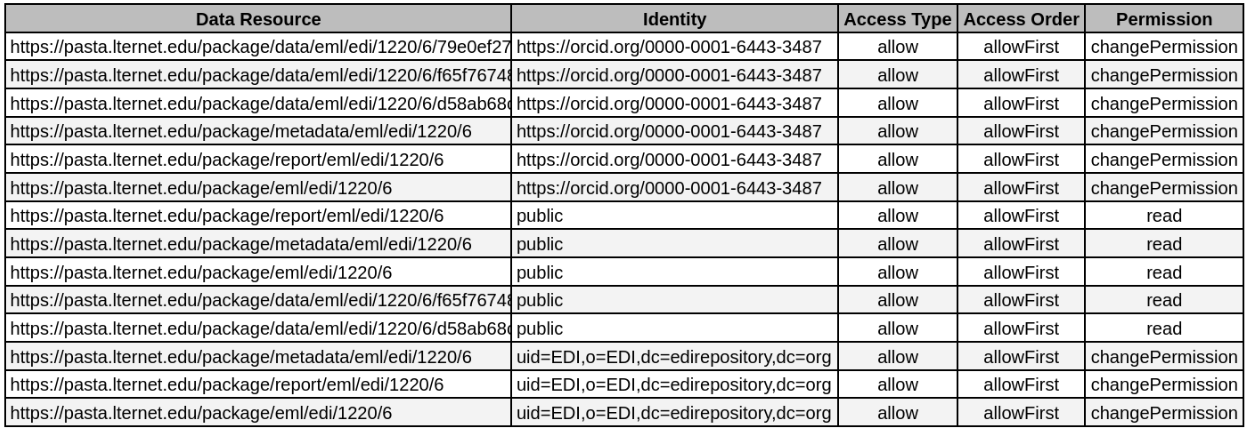 Data Resource Identity Access Type Access Order Permission
https://pasta.lternet.edu/package/data/eml/edi/1220/6/79e0ef27 https://orcid.org/0000-0001-6443-3487 allow allowFirst changePermission
https://pasta.lternet.edu/package/data/eml/edi/1220/6/f65f76748 https://orcid.org/0000-0001-6443-3487 allow allowFirst changePermission
https://pasta.lternet.edu/package/data/eml/edi/1220/6/d58ab68c https://orcid.org/0000-0001-6443-3487 allow allowFirst changePermission
https://pasta.lternet.edu/package/metadata/eml/edi/1220/6 https://orcid.org/0000-0001-6443-3487 allow allowFirst changePermission
https://pasta.lternet.edu/package/report/eml/edi/1220/6 https://orcid.org/0000-0001-6443-3487 allow allowFirst changePermission
https://pasta.lternet.edu/package/eml/edi/1220/6 https://orcid.org/0000-0001-6443-3487 allow allowFirst changePermission
https://pasta.lternet.edu/package/report/eml/edi/1220/6 public allow allowFirst read
https://pasta.lternet.edu/package/metadata/eml/edi/1220/6 public allow allowFirst read
https://pasta.lternet.edu/package/eml/edi/1220/6 public allow allowFirst read
https://pasta.lternet.edu/package/data/eml/edi/1220/6/f65f76748 public allow allowFirst read
https://pasta.lternet.edu/package/data/eml/edi/1220/6/d58ab68c public allow allowFirst read
https://pasta.lternet.edu/package/metadata/eml/edi/1220/6 uid=EDI,o=EDI,dc=edirepository,dc=org allow allowFirst changePermission
https://pasta.lternet.edu/package/report/eml/edi/1220/6 uid=EDI,o=EDI,dc=edirepository,dc=org allow allowFirst changePermission
https://pasta.lternet.edu/package/eml/edi/1220/6 uid=EDI,o=EDI,dc=edirepository,dc=org allow allowFirst changePermission